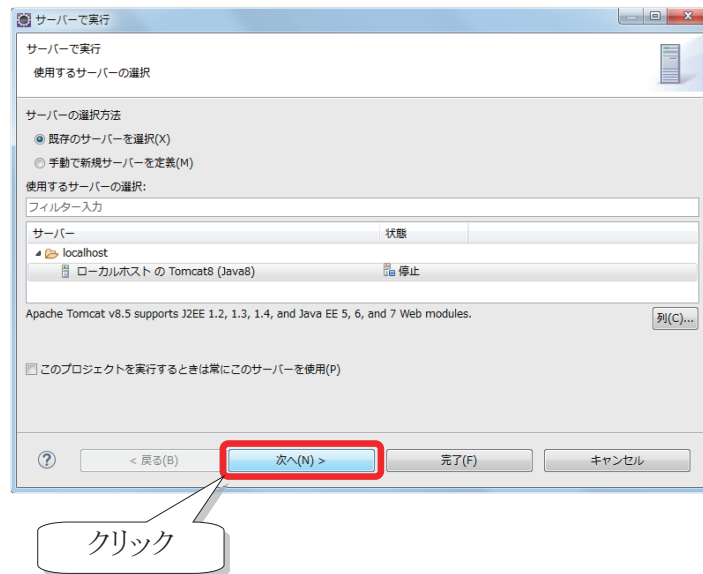 サーバーで実行
サーバーで実行
使用するサーバーの選択
サーバーの選択方法
既存のサーバーを選択(X)
手動で新規サーバーを定義(M)
使用するサーバーの選択:
フィルター入力
サーバー 状態
localhost
ローカルホスト の Tomcat8 (Java8) 停止
Apache Tomcat v8.5 supports J2EE 1.2, 1.3, 1.4, and Java EE 5, 6, and 7 Web modules.
列(C)...
このプロジェクトを実行するときは常にこのサーバーを使用(P)
? < 戻る(B) 次へ(N) > 完了(F) キャンセル
クリック